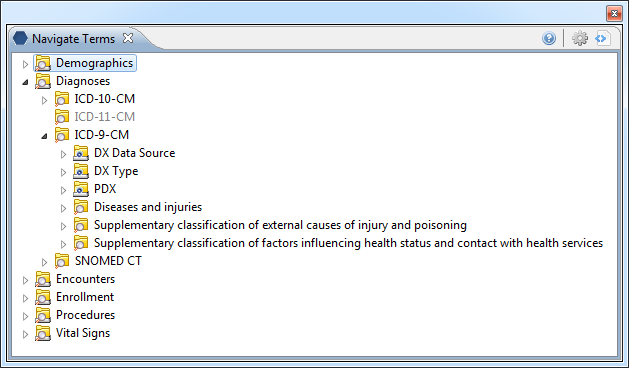 Navigate Terms
Demographics
Diagnoses
ICD-10-CM
ICD-11-CM
ICD-9-CM
DX Data Source
DX Type
PDX
Diseases and injuries
Supplementary classification of external causes of injury and poisoning
Supplementary classification of factors influencing health status and contact with health services
SNOMED CT
Encounters
Enrollment
Procedures
Vital Signs